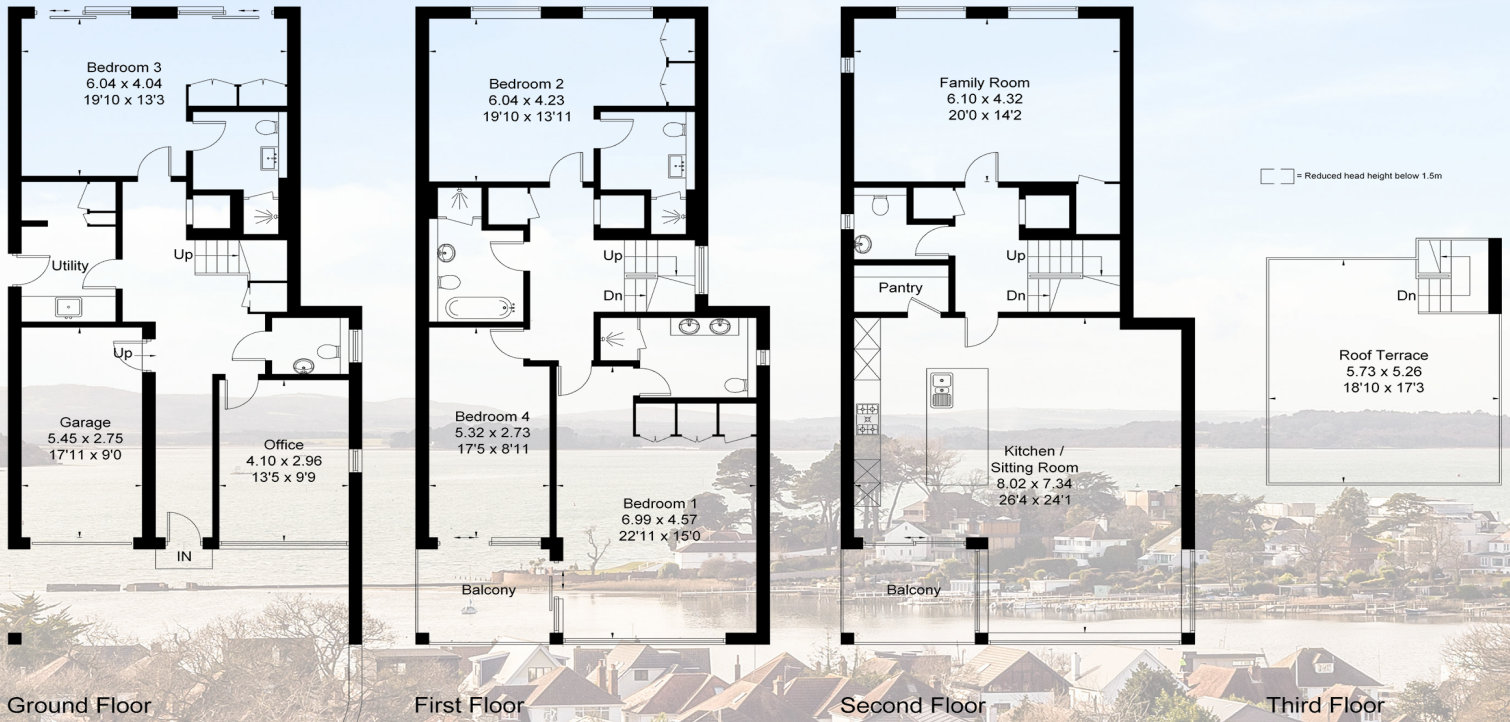 Bedroom 3
6.04 x 4.04
19'10 x 13'3
Utility
Up
Up
Garage
5.45 x 2.75
17'11 x 9'0
Office
4.10 x 2.96
13'5 x 9'9
IN
Ground Floor
Bedroom 2
6.04 x 4.23
19'10 x 13'11
Up
Dn
Bedroom 4
5.32 x 2.73
17'5 x 8'11
Bedroom 1
6.99 x 4.57
22'11 x 15'0
Balcony
First Floor
Family Room
6.10 x 4.32
20'0 x 14'2
Up
Dn
Pantry
Kitchen /
Sitting Room
8.02 x 7.34
26'4 x 24'1
Balcony
Second Floor
= Reduced head height below 1.5m
Dn
Roof Terrace
5.73 x 5.26
18'10 x 17'3
Third Floor